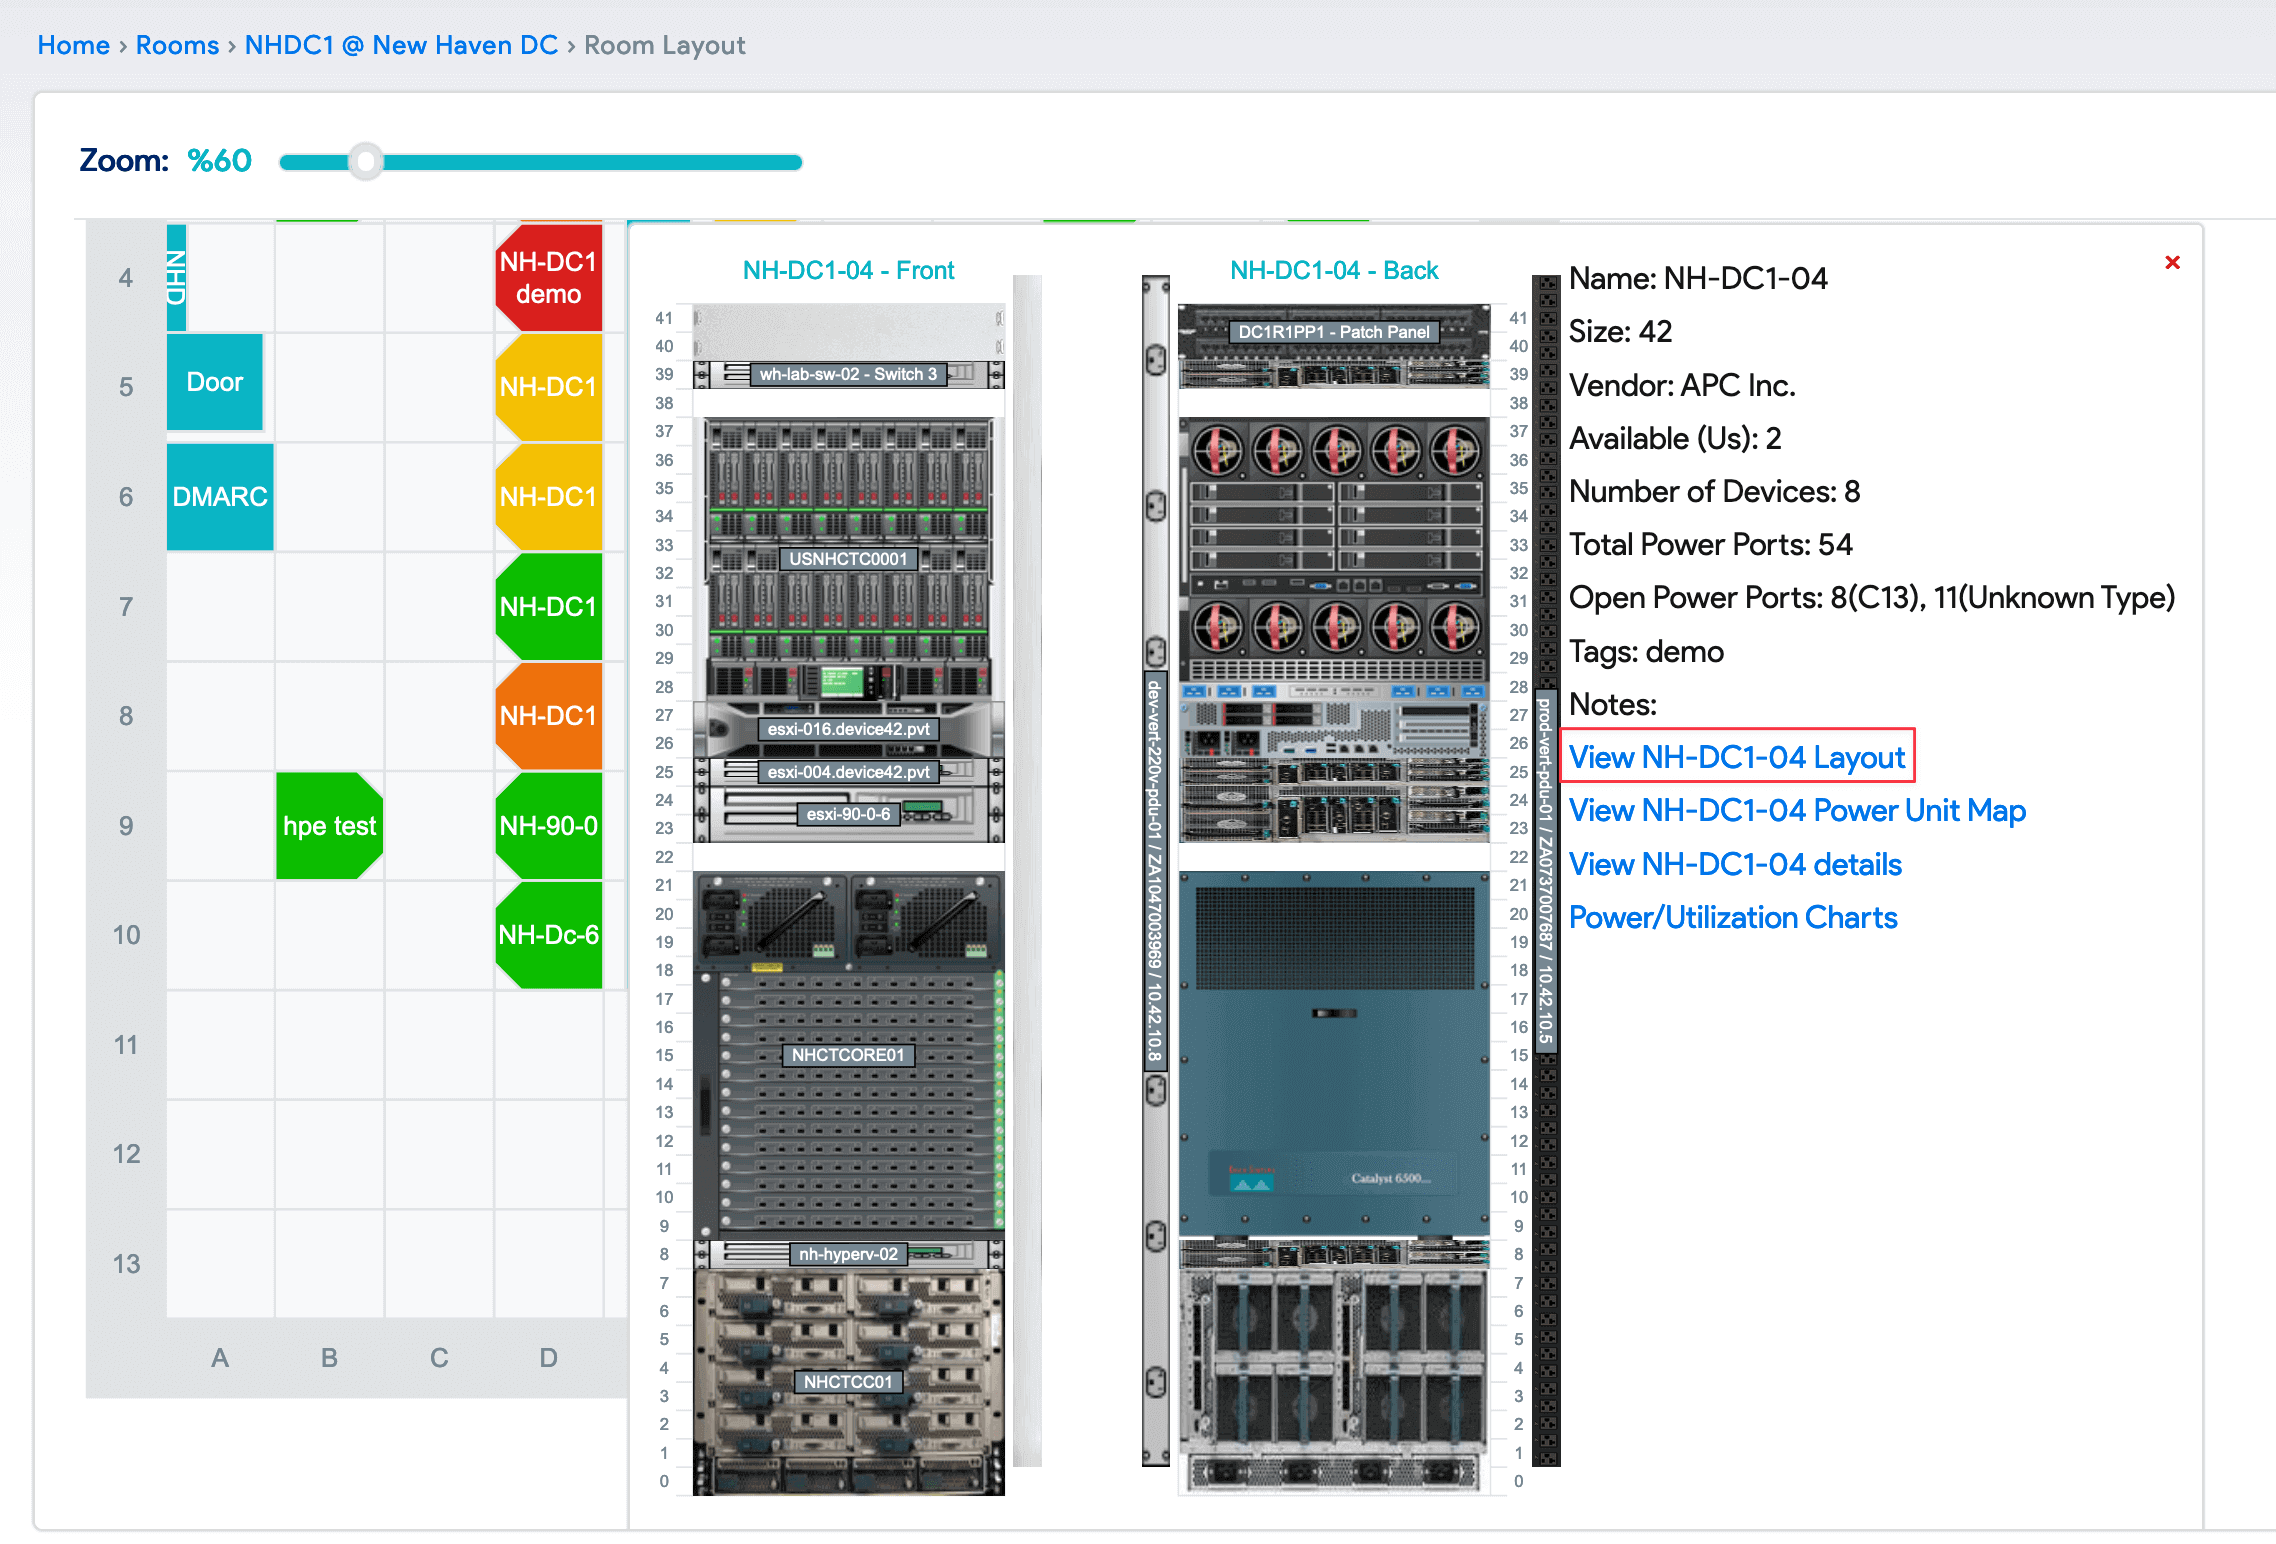 Home › Rooms › NHDC1 @ New Haven DC › Room Layout
Zoom: %60
4
5
6
7
8
9
10
11
12
13
A B C D
NHD
Door
DMARC
hpe test
NH-DC1
demo
NH-DC1
NH-DC1
NH-DC1
NH-DC1
NH-90-0
NH-Dc-6
NH-DC1-04 - Front
41
40
39
38
37
36
35
34
33
32
31
30
29
28
27
26
25
24
23
22
21
20
19
18
17
16
15
14
13
12
11
10
9
8
7
6
5
4
3
2
1
0
wh-lab-sw-02 - Switch 3
USNHCTC0001
esxi-016.device42.pvt
esxi-004.device42.pvt
esxi-90-0-6
NHCTCORE01
nh-hyperv-02
NHCTCC01
NH-DC1-04 - Back
dev-vert-220v-pdu-01 / ZA1047003969 / 10.42.10.8
DC1R1PP1 - Patch Panel
Catalyst 6500...
41
40
39
38
37
36
35
34
33
32
31
30
29
28
27
26
25
24
23
22
21
20
19
18
17
16
15
14
13
12
11
10
9
8
7
6
5
4
3
2
1
0
prod-vert-pdu-01 / ZA0737007687 / 10.42.10.5
Name: NH-DC1-04
Size: 42
Vendor: APC Inc.
Available (Us): 2
Number of Devices: 8
Total Power Ports: 54
Open Power Ports: 8(C13), 11(Unknown Type)
Tags: demo
Notes:
View NH-DC1-04 Layout
View NH-DC1-04 Power Unit Map
View NH-DC1-04 details
Power/Utilization Charts